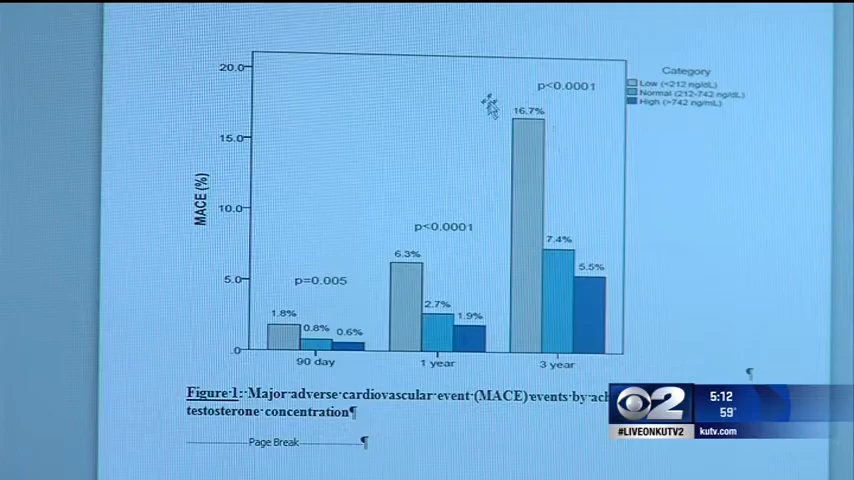 Category
Low (<212 ng/dL)
Normal (212-742 ng/dL)
High (>742 ng/mL)
MACE (%)
20.0
15.0
10.0
5.0
.0
p=0.005
1.8%
0.8%
0.6%
p<0.0001
6.3%
2.7%
1.9%
p<0.0001
16.7%
7.4%
5.5%
90 day
1 year
3 year
Figure 1: Major adverse cardiovascular event (MACE) events by
testosterone concentration¶
Page Break ¶
¶
2
5:12
59°
#LIVEONKUTV2
kutv.com